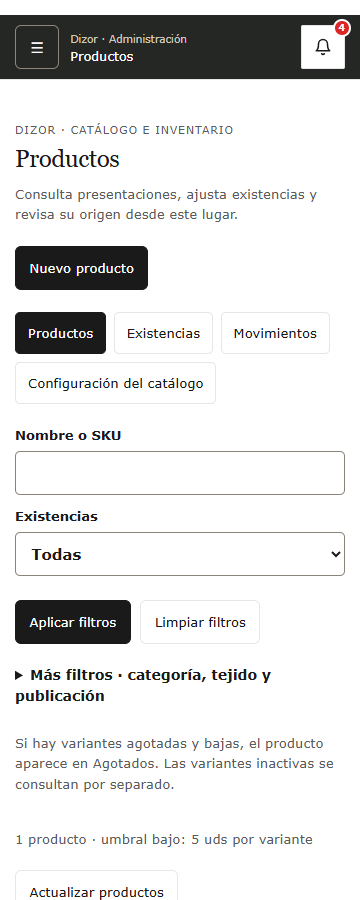 4
☰
Dizor · Administración
Productos
DIZOR · CATÁLOGO E INVENTARIO
Productos
Consulta presentaciones, ajusta existencias y
revisa su origen desde este lugar.
Nuevo producto
Productos
Existencias
Movimientos
Configuración del catálogo
Nombre o SKU
Existencias
Todas
Aplicar filtros
Limpiar filtros
Más filtros · categoría, tejido y
publicación
Si hay variantes agotadas y bajas, el producto
aparece en Agotados. Las variantes inactivas se
consultan por separado.
1 producto · umbral bajo: 5 uds por variante
Actualizar productos